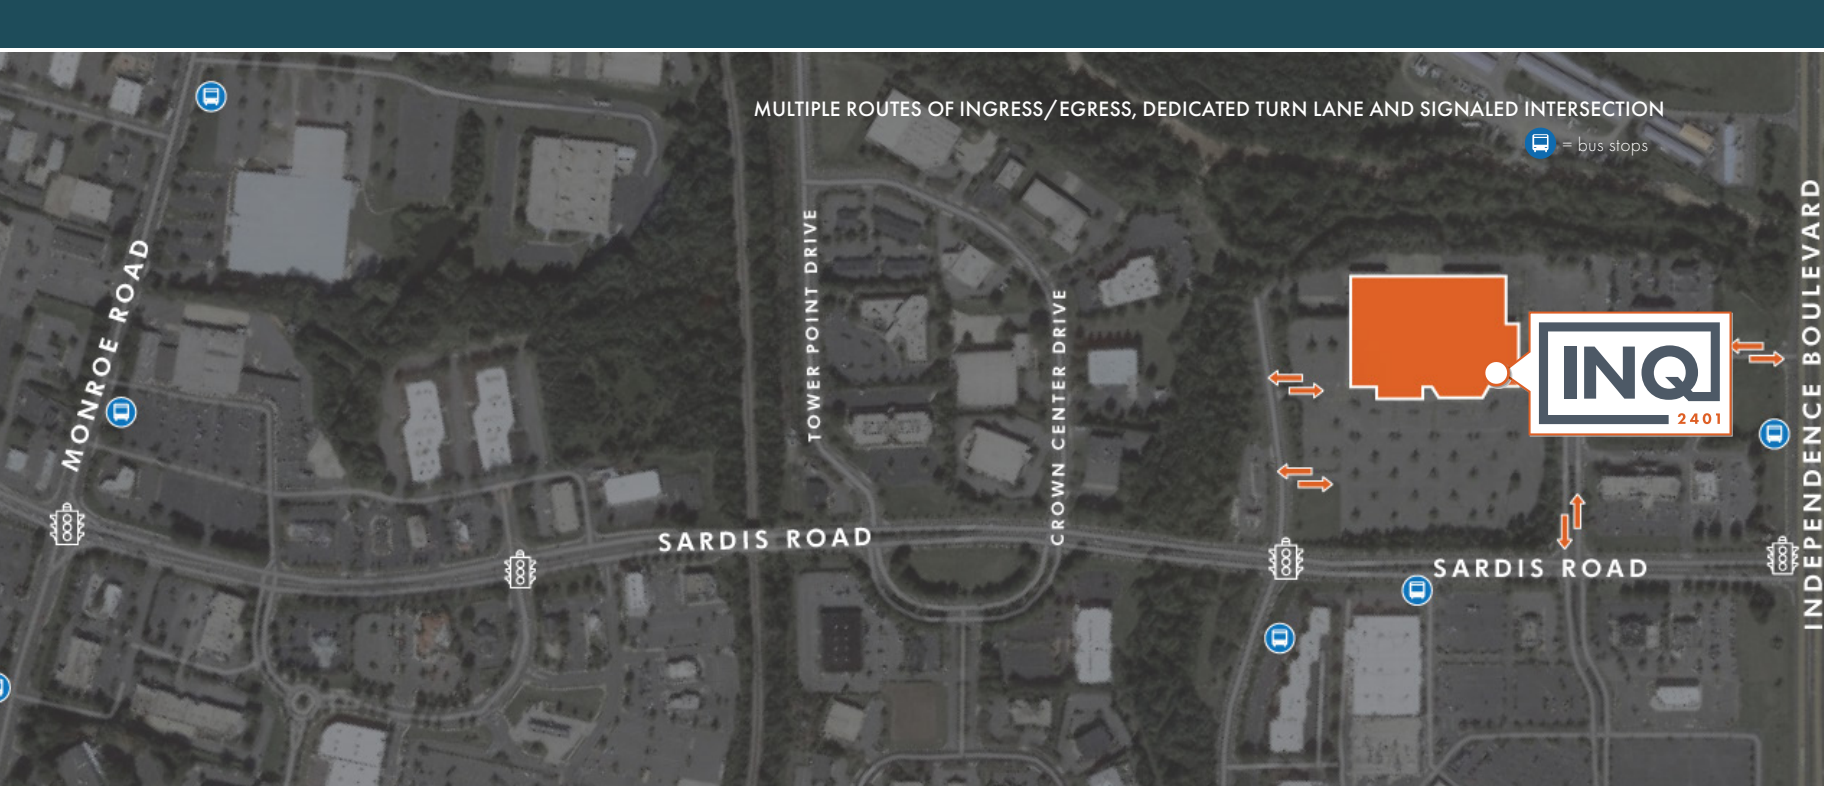 MULTIPLE ROUTES OF INGRESS/EGRESS, DEDICATED TURN LANE AND SIGNALED INTERSECTION
= bus stops
MONROE ROAD
TOWER POINT DRIVE
CROWN CENTER DRIVE
INQ
2401
INDEPENDENCE BOULEVARD
SARDIS ROAD
SARDIS ROAD